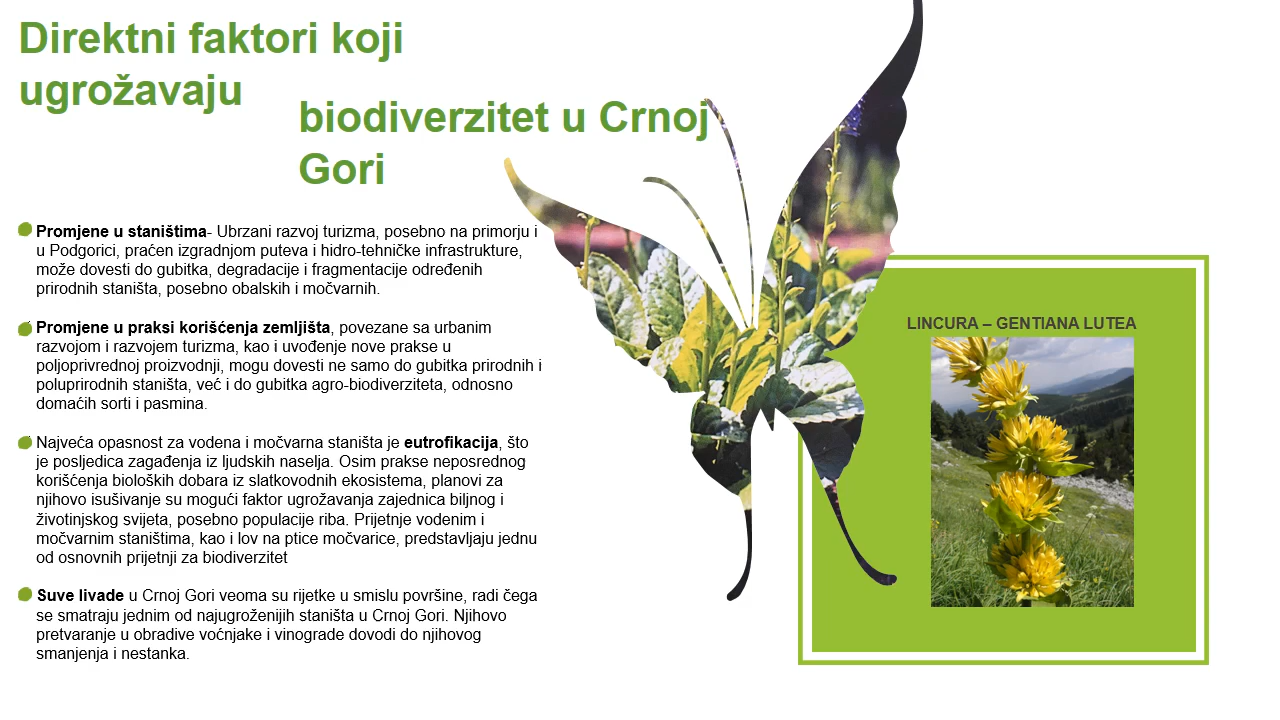 Direktni faktori koji
ugrožavaju
biodiverzitet u Crnoj
Gori
Promjene u staništima- Ubrzani razvoj turizma, posebno na primorju i
u Podgorici, praćen izgradnjom puteva i hidro-tehničke infrastrukture,
može dovesti do gubitka, degradacije i fragmentacije određenih
prirodnih staništa, posebno obalskih i močvarnih.
Promjene u praksi korišćenja zemljišta, povezane sa urbanim
razvojom i razvojem turizma, kao i uvođenje nove prakse u
poljoprivrednoj proizvodnji, mogu dovesti ne samo do gubitka prirodnih i
poluprirodnih staništa, već i do gubitka agro-biodiverziteta, odnosno
domaćih sorti i pasmina.
Najveća opasnost za vodena i močvarna staništa je eutrofikacija, što
je posljedica zagađenja iz ljudskih naselja. Osim prakse neposrednog
korišćenja bioloških dobara iz slatkovodnih ekosistema, planovi za
njihovo isušivanje su mogući faktor ugrožavanja zajednica biljnog i
životinjskog svijeta, posebno populacije riba. Prijetnje vodenim i
močvarnim staništima, kao i lov na ptice močvarice, predstavljaju jednu
od osnovnih prijetnji za biodiverzitet
Suve livade u Crnoj Gori veoma su rijetke u smislu površine, radi čega
se smatraju jednim od najugroženijih staništa u Crnoj Gori. Njihovo
pretvaranje u obradive voćnjake i vinograde dovodi do njihovog
smanjenja i nestanka.
LINCURA – GENTIANA LUTEA